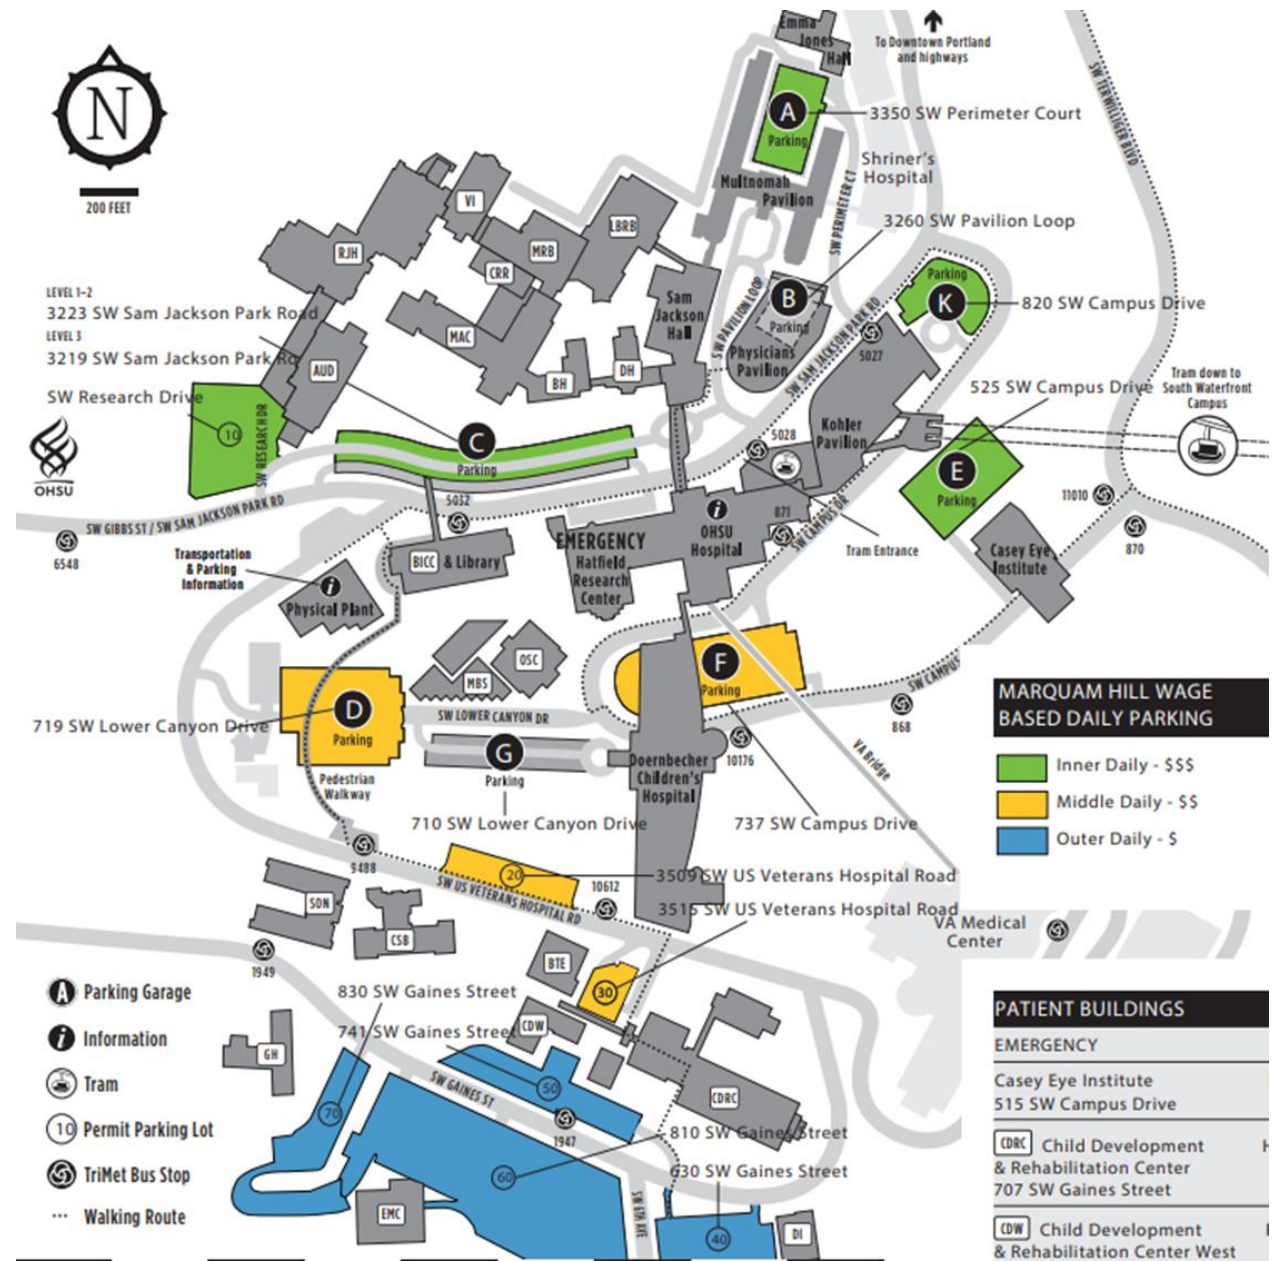 Emma
Jones
Hall
To Downtown Portland
and highways
SW TERWILLIGER BLVD
N
200 FEET
A
Parking
3350 SW Perimeter Court
Shriner's
Hospital
Multnomah
Pavilion
SW PERIMETER CT
3260 SW Pavilion Loop
VI
LBRB
RJH
MRB
CRR
Sam
Jackson
Hall
SW PAVILION LOOP
B
Parking
Physicians
Pavilion
SW SAM JACKSON PARK RD
Parking
K
820 SW Campus Drive
5027
LEVEL 1-2
3223 SW Sam Jackson Park Road
LEVEL 3
3219 SW Sam Jackson Park Rd
MAC
AUD
BH
DH
SW Research Drive
10
SW RESEARCH DR
OHSU
C
Parking
525 SW Campus Drive
Tram down to
South Waterfront
Campus
Kohler
Pavilion
5028
E
Parking
SW GIBBS ST / SW SAM JACKSON PARK RD
6548
5032
871
SW CAMPUS DR
Tram Entrance
11010
870
i
OHSU
Hospital
EMERGENCY
Hatfield
Research
Center
BICC & Library
Casey Eye
Institute
Transportation
& Parking
Information
i
Physical Plant
OSC
MBS
F
Parking
SW CAMPUS
868
D
Parking
719 SW Lower Canyon Drive
SW LOWER CANYON DR
G
Parking
Pedestrian
Walkway
Doernbecher
Children's
Hospital
10176
VA Bridge
710 SW Lower Canyon Drive
737 SW Campus Drive
MARQUAM HILL WAGE
BASED DAILY PARKING
Inner Daily - $$$
Middle Daily - $$
Outer Daily - $
9488
20
3509 SW US Veterans Hospital Road
10612
SW US VETERANS HOSPITAL RD
3515 SW US Veterans Hospital Road
SON
CSB
VA Medical
Center
1949
BTE
30
CDW
A Parking Garage
i Information
Tram
10 Permit Parking Lot
TriMet Bus Stop
Walking Route
830 SW Gaines Street
741 SW Gaines Street
GH
SW GAINES ST
50
70
CDRC
1947
810 SW Gaines Street
630 SW Gaines Street
60
EMC
SW 6TH AVE
40
DI
PATIENT BUILDINGS
EMERGENCY
Casey Eye Institute
515 SW Campus Drive
CDRC Child Development
& Rehabilitation Center
707 SW Gaines Street
CDW Child Development
& Rehabilitation Center West